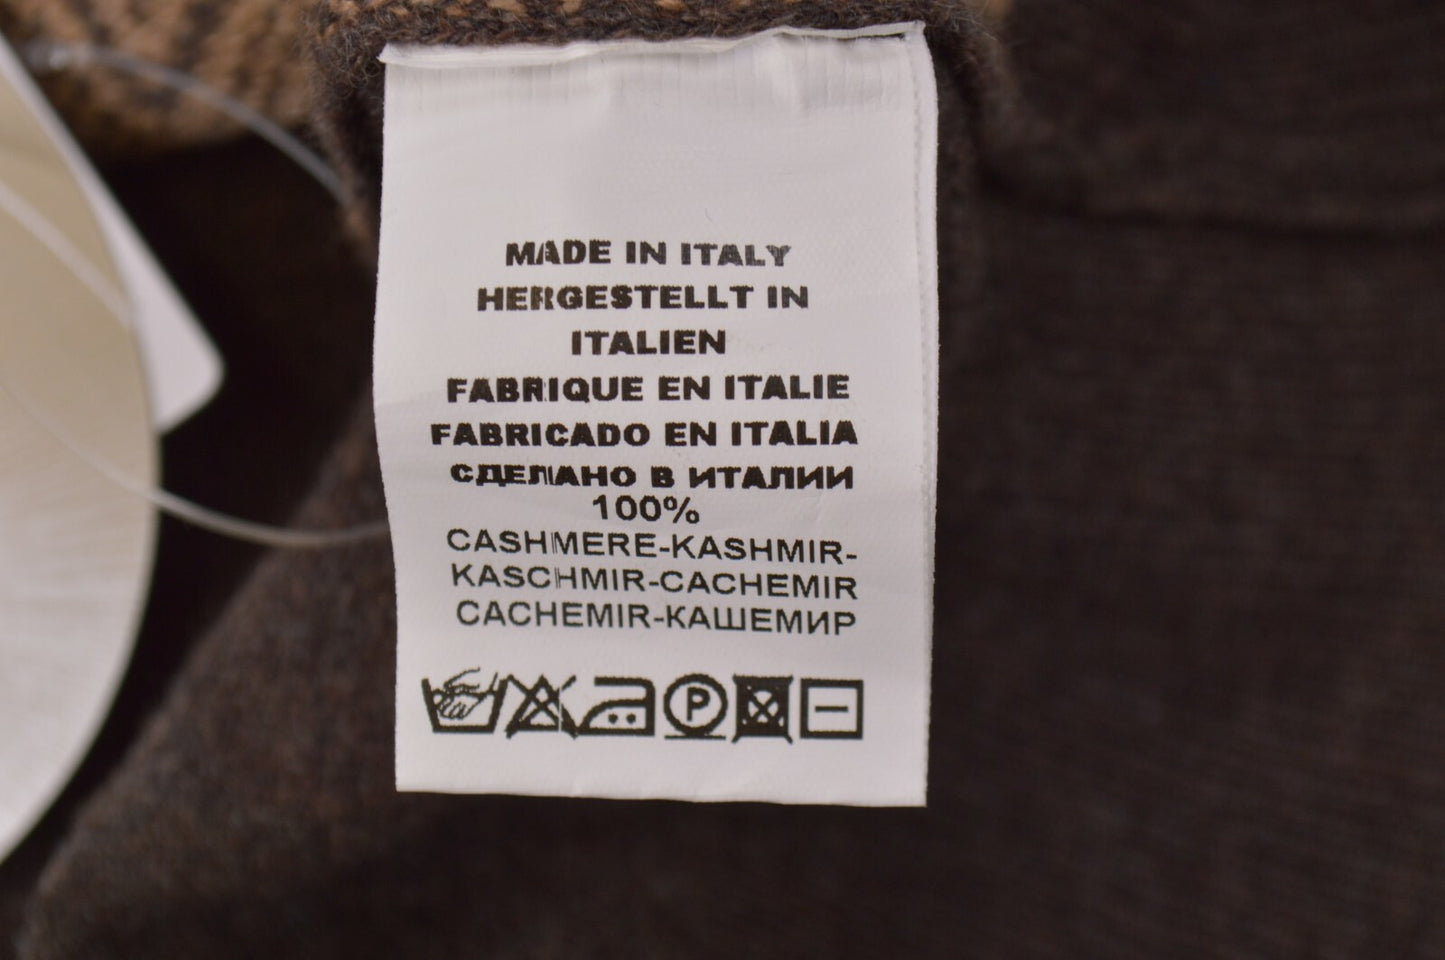 MADE IN ITALY
HERGESTELLT IN
ITALIEN
FABRIQUE EN ITALIE
FABRICADO EN ITALIA
СДЕЛАНО В ИТАЛИИ
100%
CASHMERE-KASHMIR-
KASCHMIR-CACHEMIR
CACHEMIR-КАШЕМИР
P